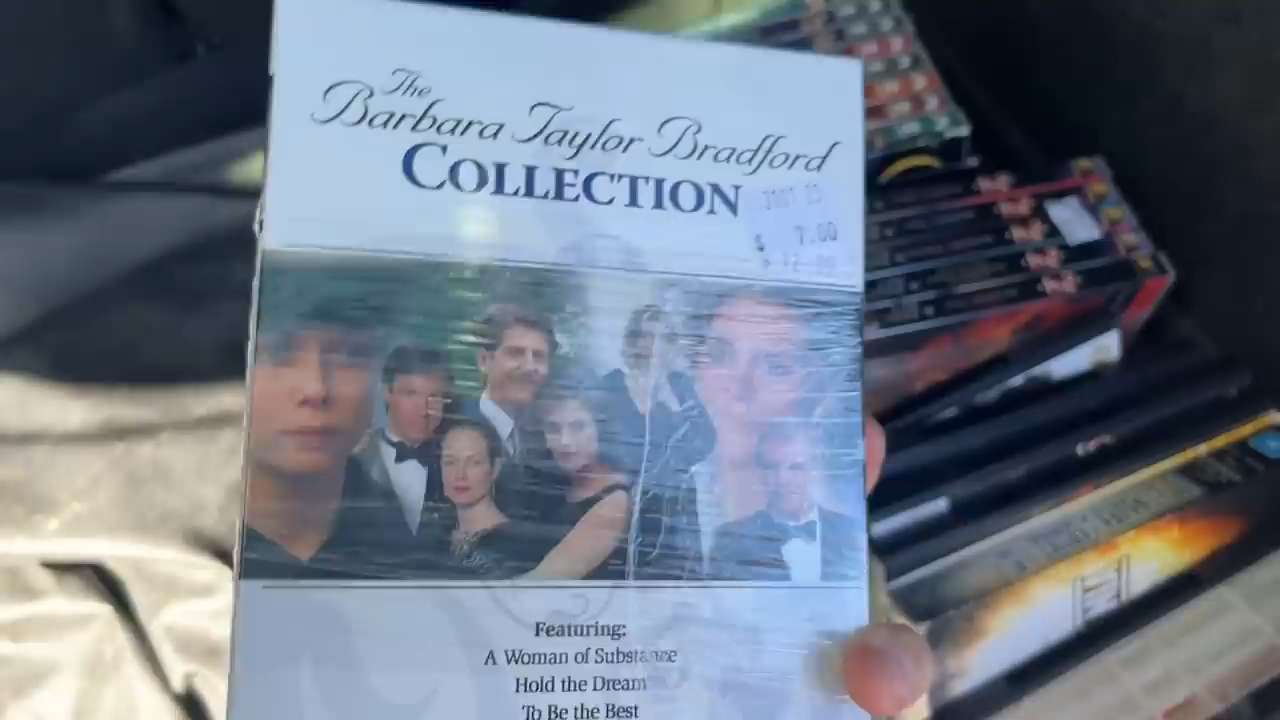 The
Barbara Taylor Bradford
COLLECTION
$ 7.00
Featuring:
A Woman of Substance
Hold the Dream
To Be the Best